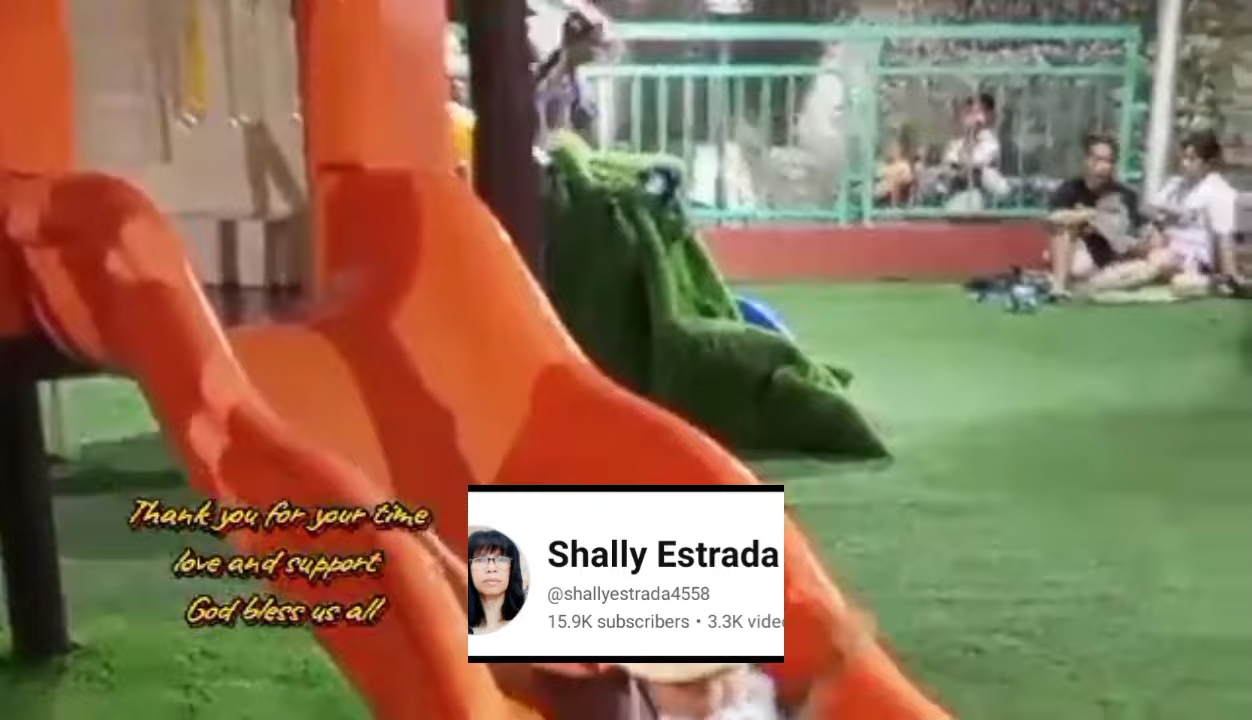 Thank you for your time
love and support
God bless us all
Shally Estrada
@shallyestrada4558
15.9K subscribers • 3.3K vide